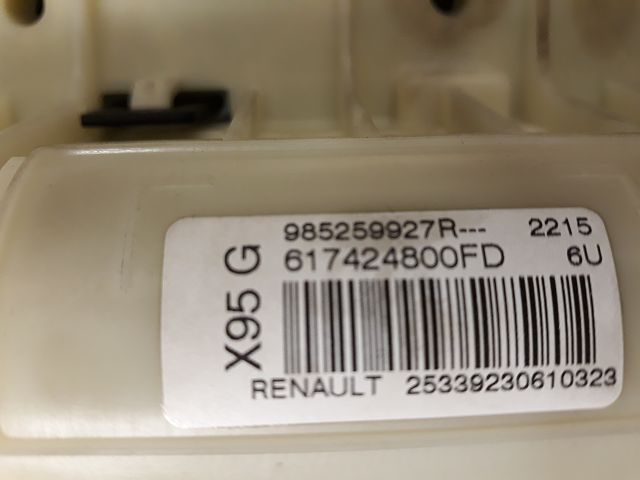 985259927R--- 2215
617424800FD 6U
X95 G
RENAULT 25339230610323